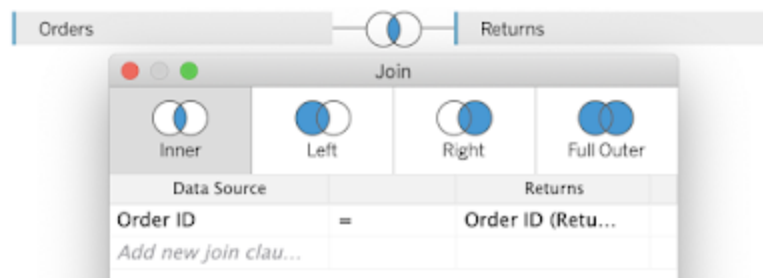 Orders Returns
Join
Inner Left Right Full Outer
Data Source Returns
Order ID = Order ID (Retu...
Add new join clau...